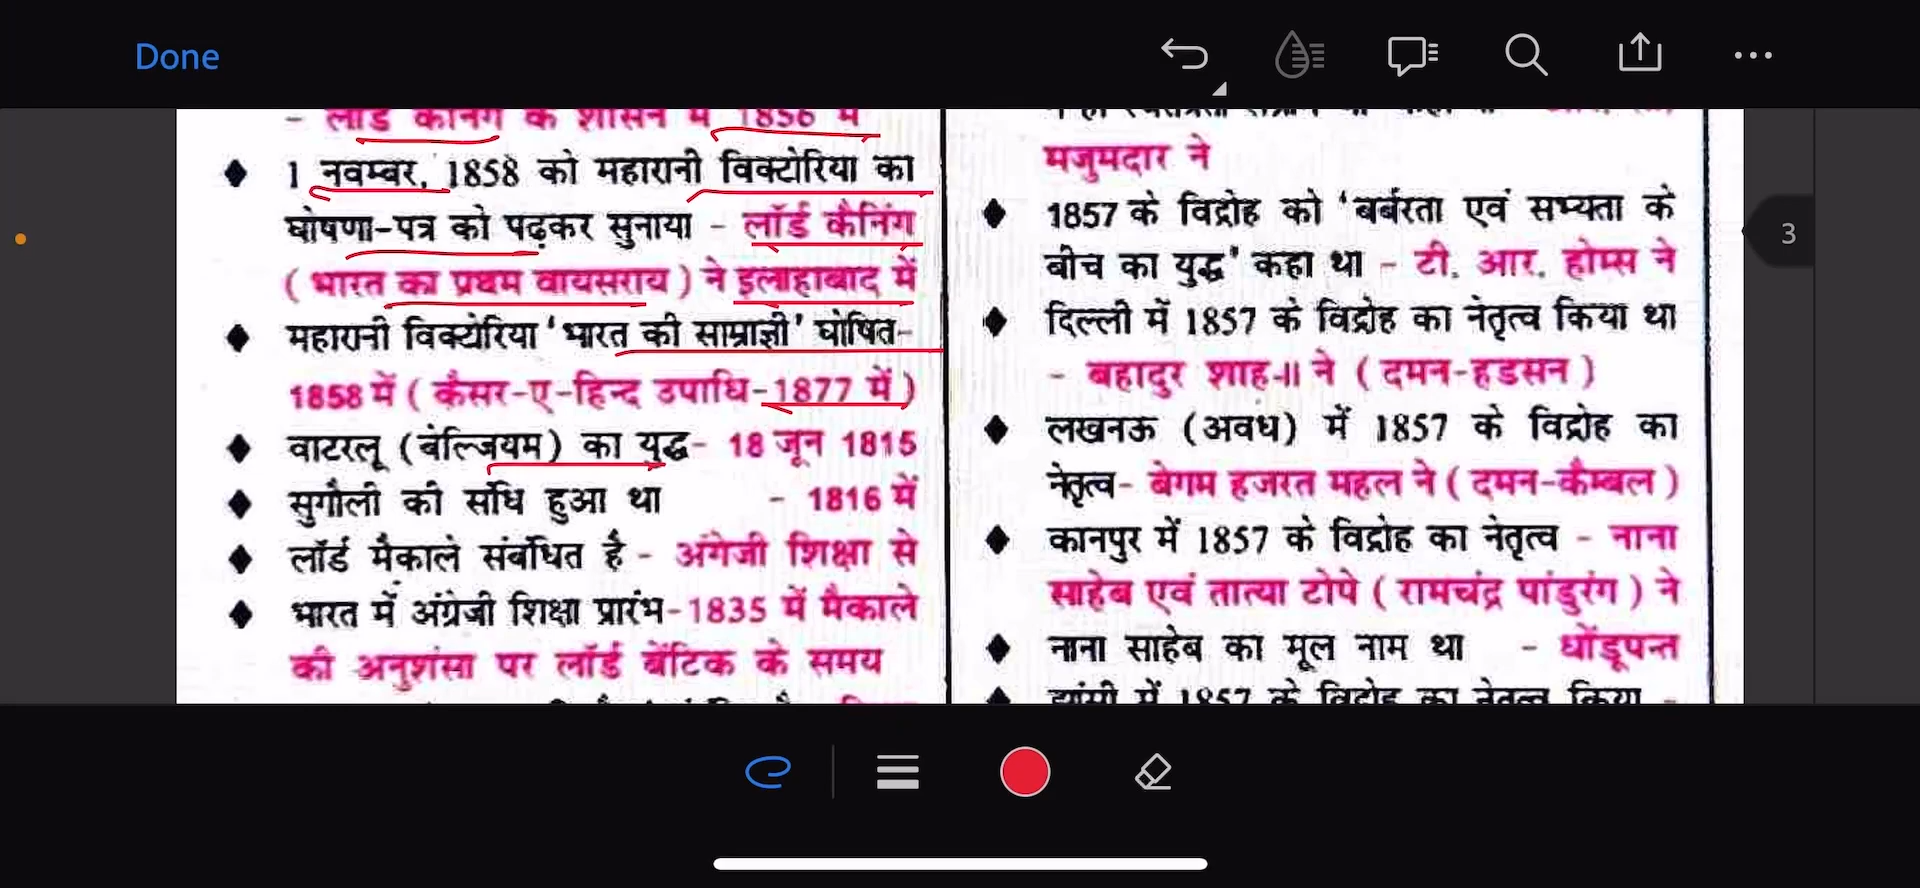 Done
- लॉर्ड कैनिंग के शासन में 1856 में
◆ 1 नवम्बर, 1858 को महारानी विक्टोरिया का
घोषणा-पत्र को पढ़कर सुनाया - लॉर्ड कैनिंग
( भारत का प्रथम वायसराय ) ने इलाहाबाद में
◆ महारानी विक्टोरिया 'भारत की साम्राज्ञी' घोषित-
1858 में ( कैसर-ए-हिन्द उपाधि-1877 में )
◆ वाटरलू (बेल्जियम) का युद्ध- 18 जून 1815
◆ सुगौली की संधि हुआ था - 1816 में
◆ लॉर्ड मैकाले संबंधित है - अंगेजी शिक्षा से
◆ भारत में अंग्रेजी शिक्षा प्रारंभ-1835 में मैकाले
की अनुशंसा पर लॉर्ड बेंटिक के समय
मजुमदार ने
◆ 1857 के विद्रोह को 'बर्बरता एवं सभ्यता के
बीच का युद्ध' कहा था - टी. आर. होम्स ने
◆ दिल्ली में 1857 के विद्रोह का नेतृत्व किया था
- बहादुर शाह-II ने ( दमन-हडसन )
◆ लखनऊ (अवध) में 1857 के विद्रोह का
नेतृत्व- बेगम हजरत महल ने ( दमन-कैम्बल )
◆ कानपुर में 1857 के विद्रोह का नेतृत्व - नाना
साहेब एवं तात्या टोपे ( रामचंद्र पांडुरंग ) ने
◆ नाना साहेब का मूल नाम था - धोंडूपन्त
◆ झांसी में 1857 के विद्रोह का नेतृत्व किया -
3